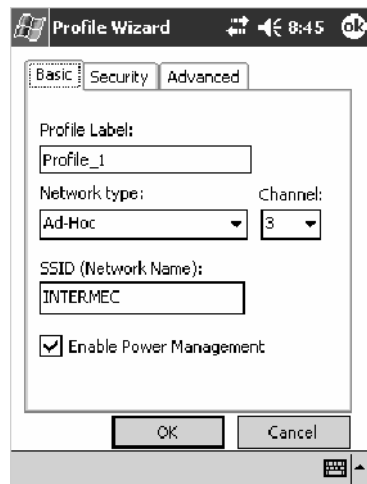 Profile Wizard 8:45 ok
Basic Security Advanced
Profile Label:
Profile_1
Network type: Channel:
Ad-Hoc 3
SSID (Network Name):
INTERMEC
Enable Power Management
OK Cancel